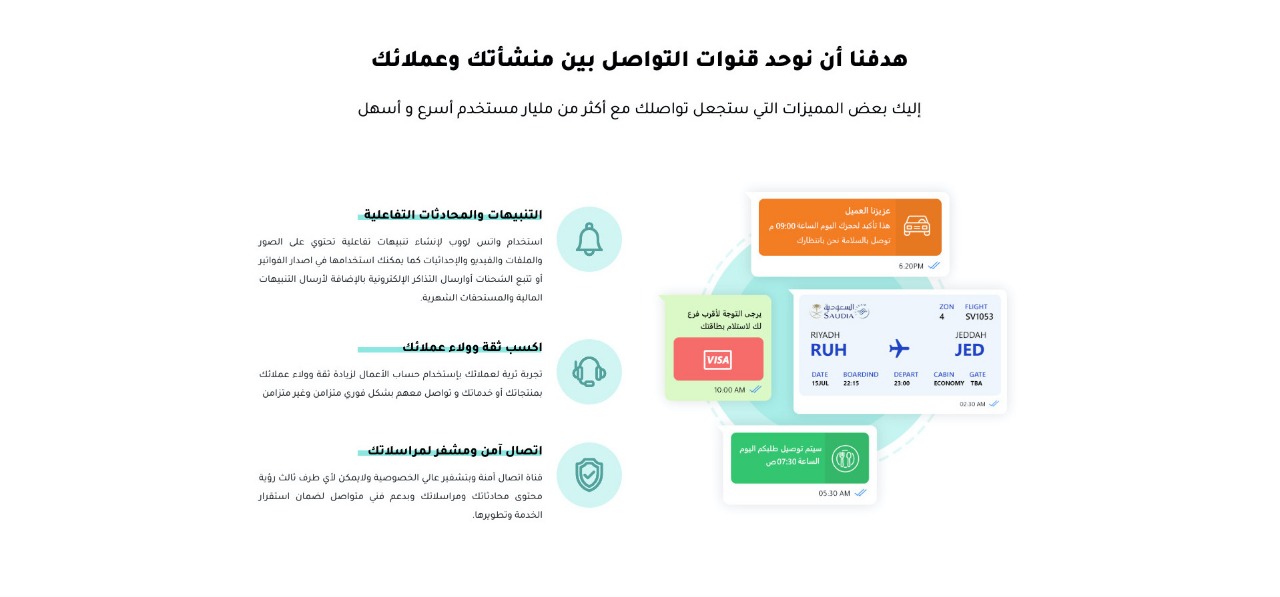 هدفنا أن نوحد قنوات التواصل بين منشأتك وعملائك
إليك بعض المميزات التي ستجعل تواصلك مع أكثر من مليار مستخدم أسرع و أسهل
عزيزنا العميل
هذا تأكيد لحجزك اليوم الساعة 09:00 م
توصل بالسلامة نحن بانتظارك
6.20PM
يرجى التوجة لأقرب فرع
لك لاستلام بطاقتك
VISA
10:00 AM
السعودية
SAUDIA
ZON FLIGHT
4 SV1053
RIYADH JEDDAH
RUH JED
DATE BOARDIND DEPART CABIN GATE
15JUL 22:15 23:00 ECONOMY TBA
02:30 AM
سيتم توصيل طلبكم اليوم
الساعة 07:30ص
05:30 AM
التنبيهات والمحادثات التفاعلية
استخدام واتس لووب لإنشاء تنبيهات تفاعلية تحتوي على الصور
والملفات والفيديو والإحداثيات كما يمكنك استخدامها في اصدار الفواتير
أو تتبع الشحنات أوارسال التذاكر الإلكترونية بالإضافة لأرسال التنبيهات
المالية والمستحقات الشهرية.
اكسب ثقة وولاء عملائك
تجربة ثرية لعملائك بإستخدام حساب الأعمال لزيادة ثقة وولاء عملائك
بمنتجاتك أو خدماتك و تواصل معهم بشكل فوري متزامن وغير متزامن
اتصال آمن ومشفر لمراسلاتك
قناة اتصال آمنة وبتشفير عالي الخصوصية ولايمكن لأي طرف ثالث رؤية
محتوى محادثاتك ومراسلاتك وبدعم فني متواصل لضمان استقرار
الخدمة وتطويرها.